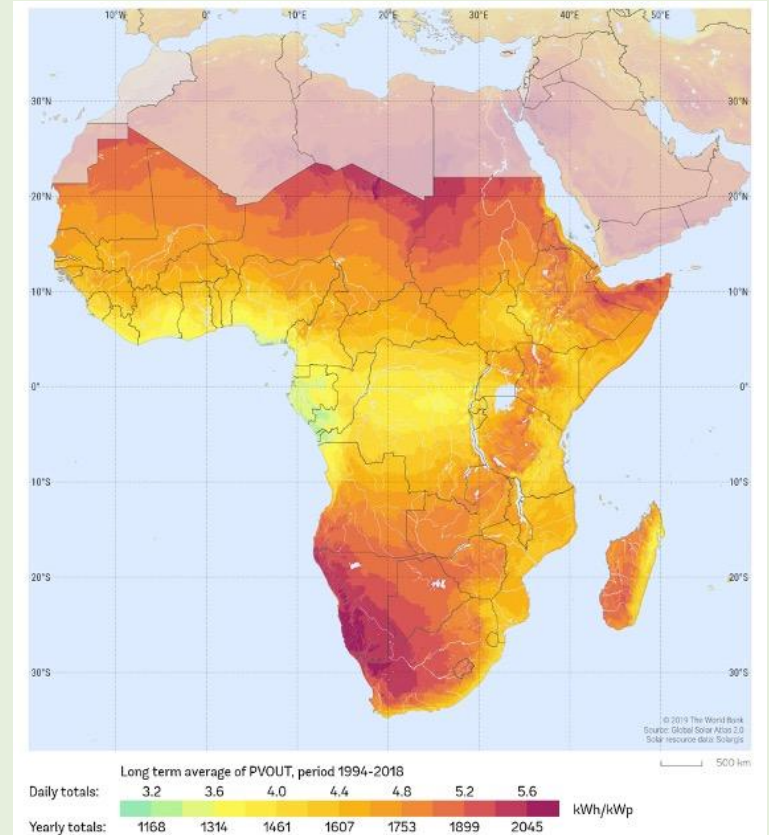 10°W 0° 10°E 20°E 30°E 40°E 50°E
30°N 30°N
20°N 20°N
10°N 10°N
0° 0°
10°S 10°S
20°S 20°S
30°S 30°S
© 2019 The World Bank
Source: Global Solar Atlas 2.0
Solar resource data: Solargis
500 km
Long term average of PVOUT, period 1994-2018
Daily totals: 3.2 3.6 4.0 4.4 4.8 5.2 5.6
kWh/kWp
Yearly totals: 1168 1314 1461 1607 1753 1899 2045